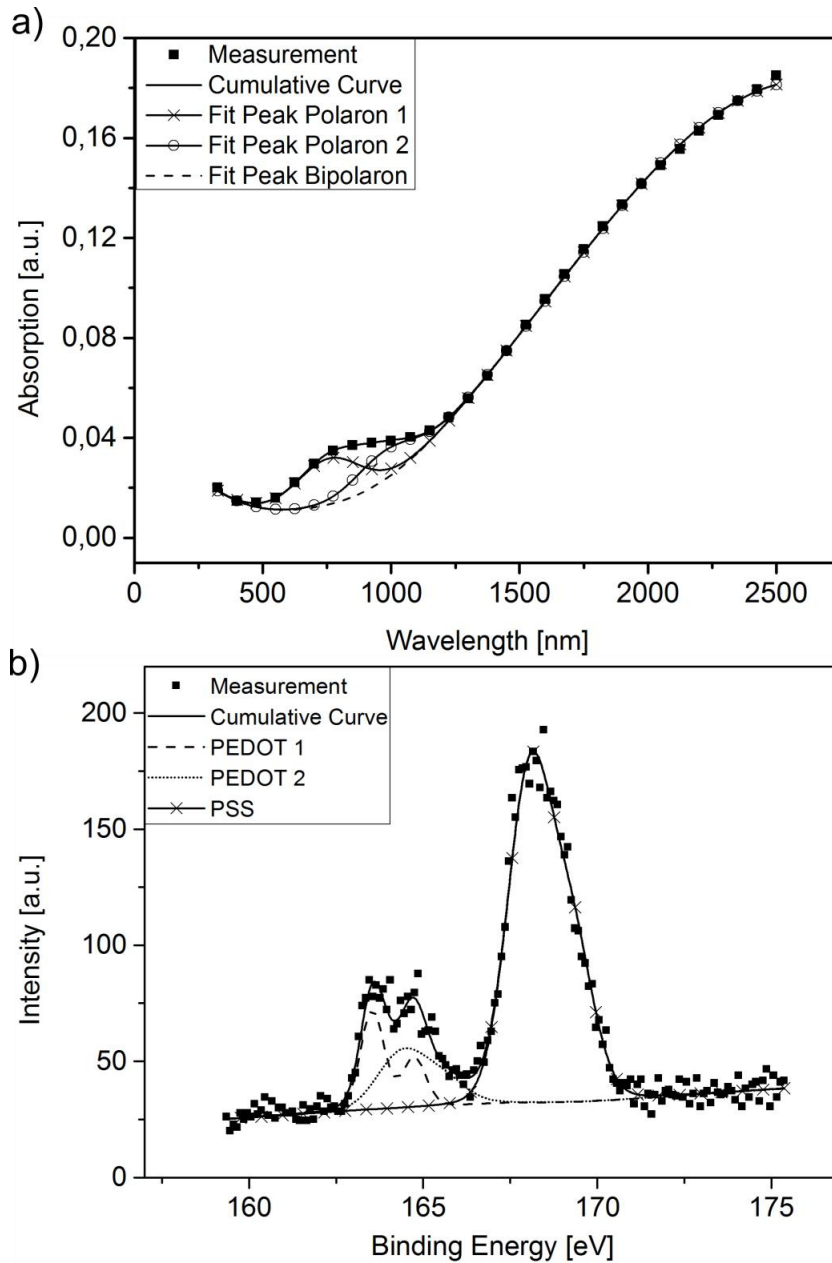 a)
0,20
0,16
0,12
0,08
0,04
0,00
Absorption [a.u.]
Measurement
Cumulative Curve
Fit Peak Polaron 1
Fit Peak Polaron 2
Fit Peak Bipolaron
0 500 1000 1500 2000 2500
Wavelength [nm]
b)
200
150
100
50
0
Intensity [a.u.]
Measurement
Cumulative Curve
PEDOT 1
PEDOT 2
PSS
160 165 170 175
Binding Energy [eV]